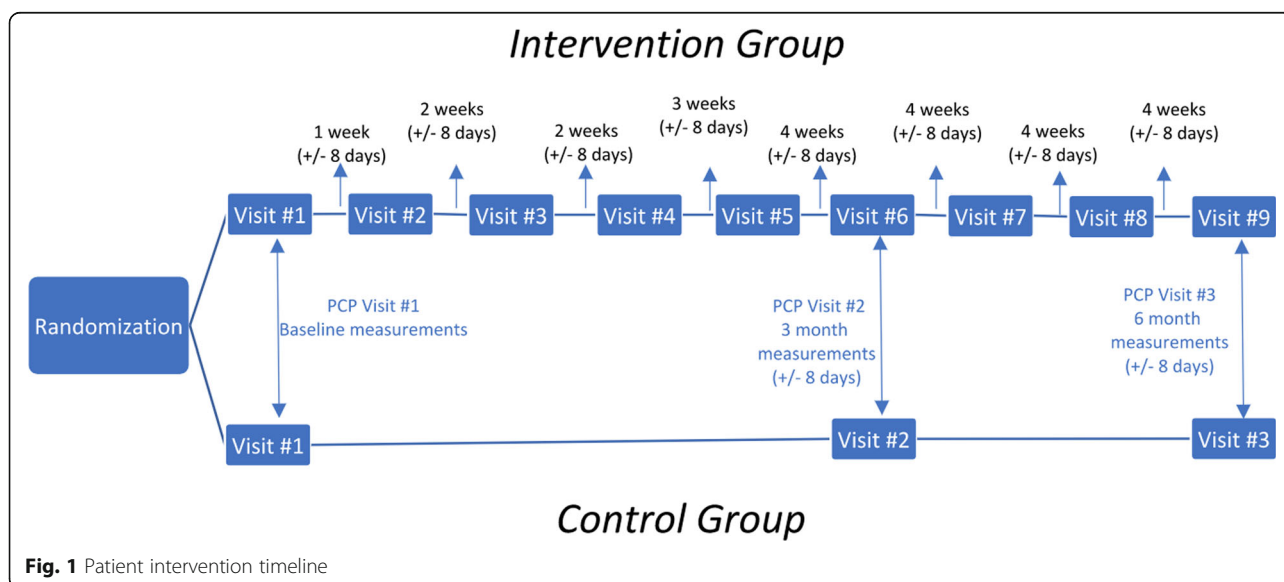 Intervention Group
1 week
(+/- 8 days)
2 weeks
(+/- 8 days)
2 weeks
(+/- 8 days)
3 weeks
(+/- 8 days)
4 weeks
(+/- 8 days)
4 weeks
(+/- 8 days)
4 weeks
(+/- 8 days)
4 weeks
(+/- 8 days)
Visit #1
Visit #2
Visit #3
Visit #4
Visit #5
Visit #6
Visit #7
Visit #8
Visit #9
Randomization
PCP Visit #1
Baseline measurements
PCP Visit #2
3 month
measurements
(+/- 8 days)
PCP Visit #3
6 month
measurements
(+/- 8 days)
Visit #1
Visit #2
Visit #3
Control Group
Fig. 1 Patient intervention timeline